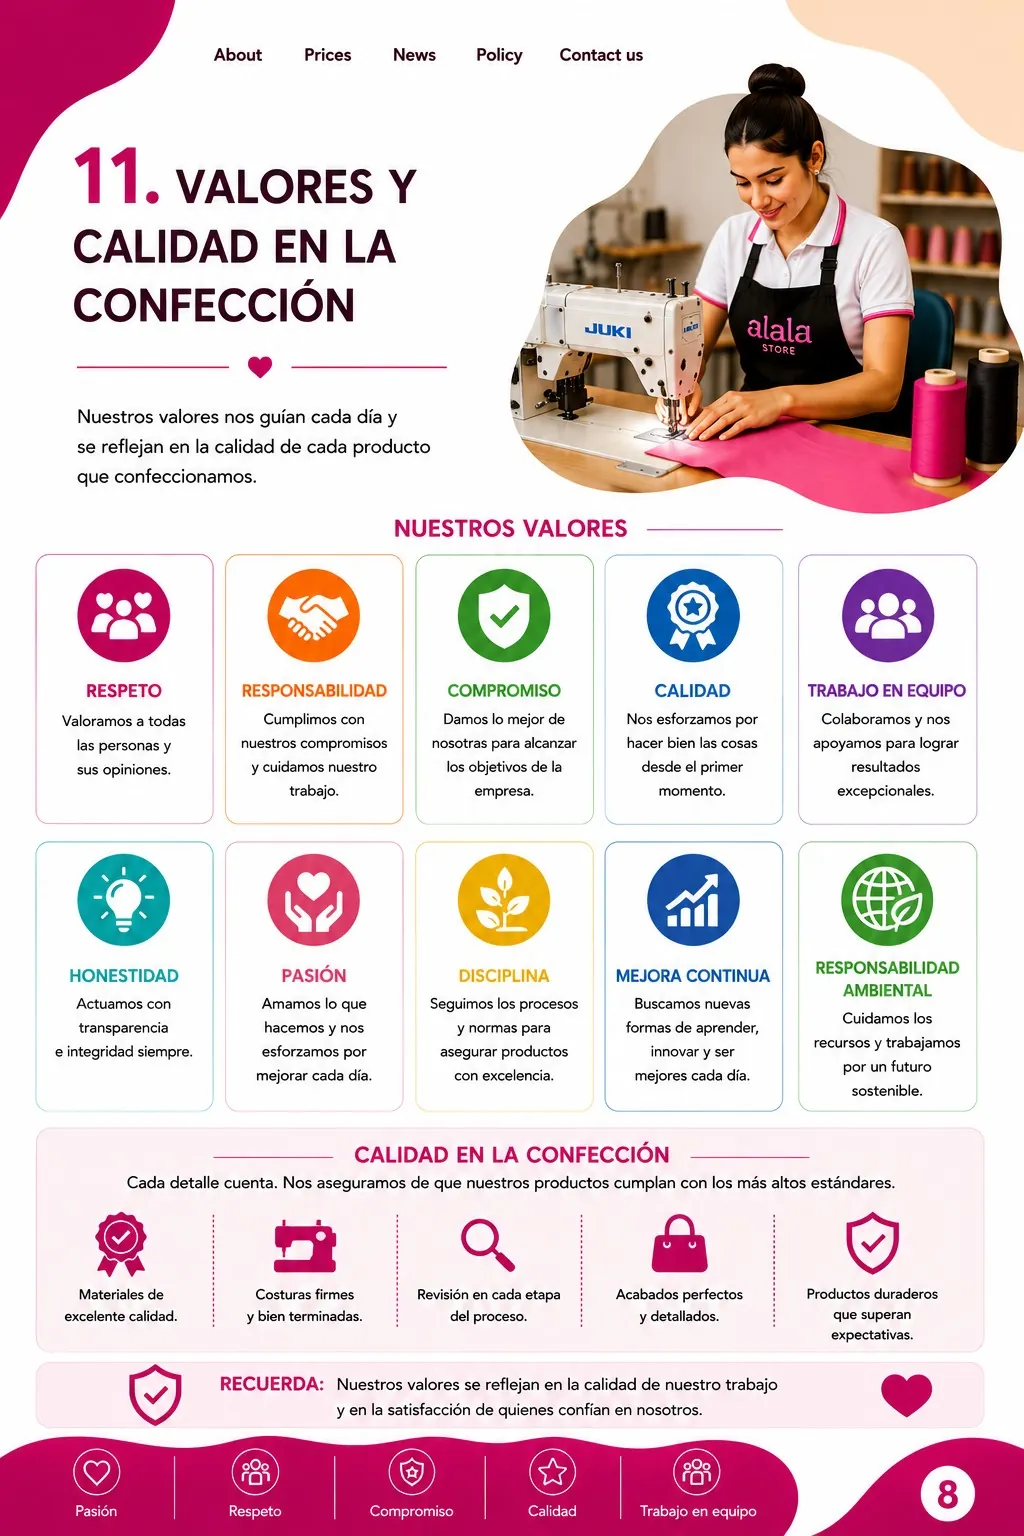 About Prices News Policy Contact us
11. VALORES Y
CALIDAD EN LA
CONFECCIÓN
Nuestros valores nos guían cada día y
se reflejan en la calidad de cada producto
que confeccionamos.
JUKI
alala
STORE
NUESTROS VALORES
RESPETO
Valoramos a todas
las personas y
sus opiniones.
RESPONSABILIDAD
Cumplimos con
nuestros compromisos
y cuidamos nuestro
trabajo.
COMPROMISO
Damos lo mejor de
nosotras para alcanzar
los objetivos de la
empresa.
CALIDAD
Nos esforzamos por
hacer bien las cosas
desde el primer
momento.
TRABAJO EN EQUIPO
Colaboramos y nos
apoyamos para lograr
resultados
excepcionales.
HONESTIDAD
Actuamos con
transparencia
e integridad siempre.
PASIÓN
Amamos lo que
hacemos y nos
esforzamos por
mejorar cada día.
DISCIPLINA
Seguimos los procesos
y normas para
asegurar productos
con excelencia.
MEJORA CONTINUA
Buscamos nuevas
formas de aprender,
innovar y ser
mejores cada día.
RESPONSABILIDAD
AMBIENTAL
Cuidamos los
recursos y trabajamos
por un futuro
sostenible.
CALIDAD EN LA CONFECCIÓN
Cada detalle cuenta. Nos aseguramos de que nuestros productos cumplan con los más altos estándares.
Materiales de
excelente calidad.
Costuras firmes
y bien terminadas.
Revisión en cada etapa
del proceso.
Acabados perfectos
y detallados.
Productos duraderos
que superan
expectativas.
RECUERDA: Nuestros valores se reflejan en la calidad de nuestro trabajo
y en la satisfacción de quienes confían en nosotros.
Pasión
Respeto
Compromiso
Calidad
Trabajo en equipo
8